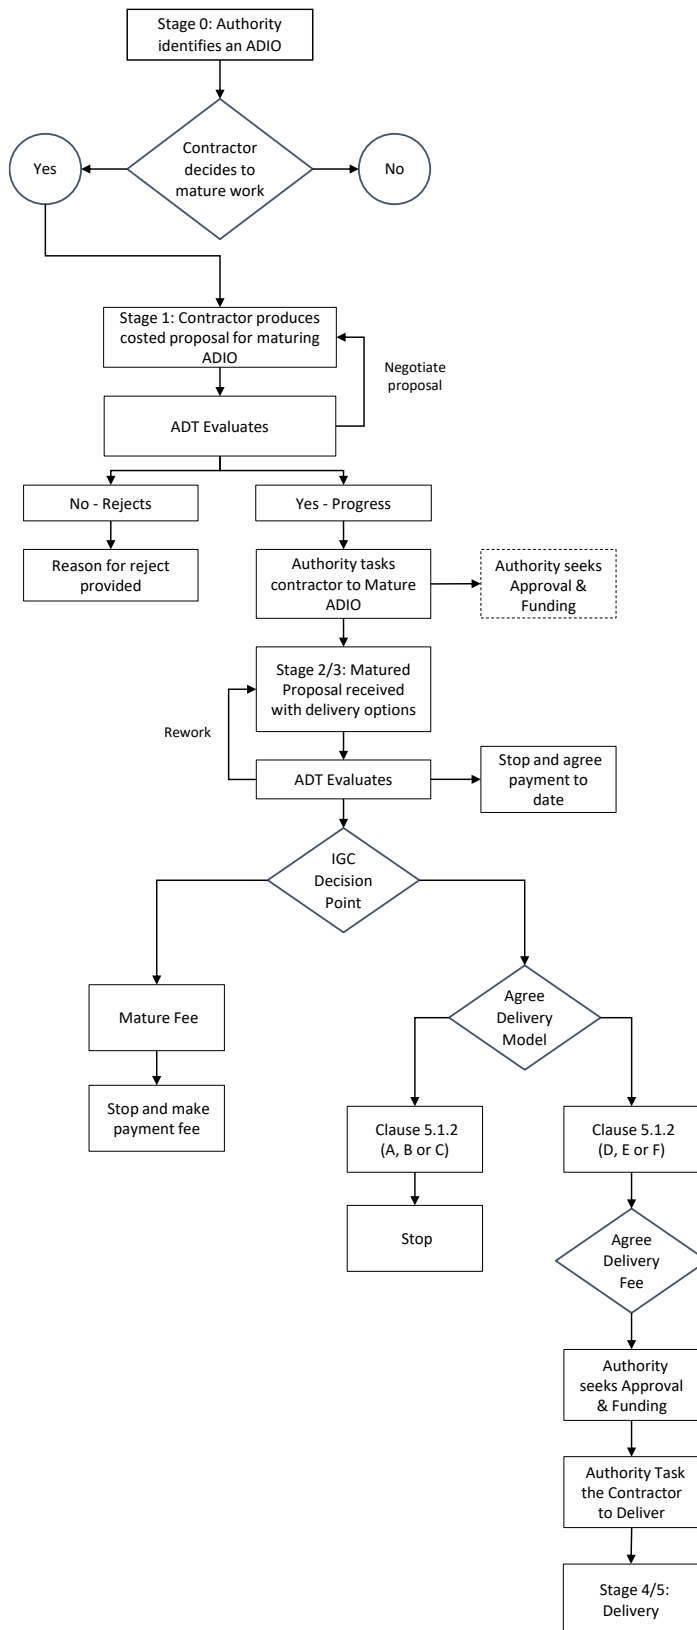 Stage 0: Authority
identifies an ADIO
Contractor
decides to
mature work
Yes
No
Stage 1: Contractor produces
costed proposal for maturing
ADIO
Negotiate
proposal
ADT Evaluates
No - Rejects
Yes - Progress
Reason for reject
provided
Authority tasks
contractor to Mature
ADIO
Authority seeks
Approval &
Funding
Stage 2/3: Matured
Proposal received
with delivery options
Rework
ADT Evaluates
Stop and agree
payment to
date
IGC
Decision
Point
Mature Fee
Agree
Delivery
Model
Stop and make
payment fee
Clause 5.1.2
(A, B or C)
Clause 5.1.2
(D, E or F)
Stop
Agree
Delivery
Fee
Authority
seeks Approval
& Funding
Authority Task
the Contractor
to Deliver
Stage 4/5:
Delivery